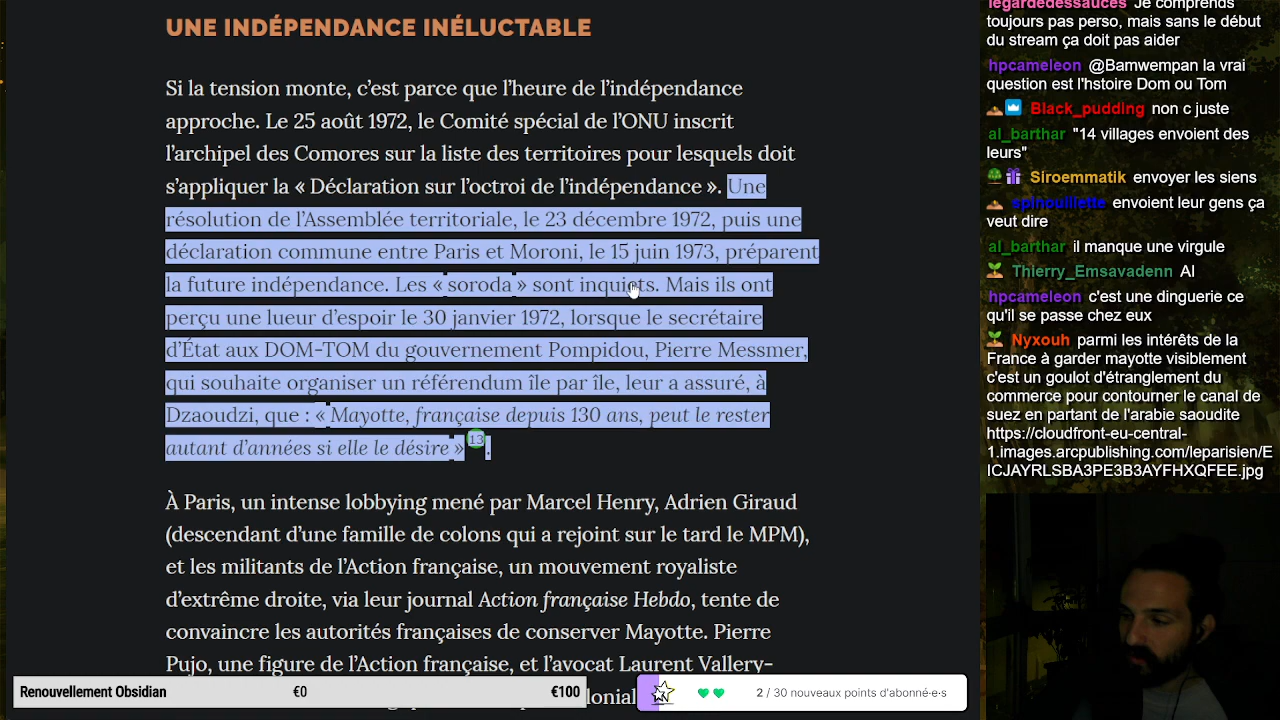 UNE INDÉPENDANCE INÉLUCTABLE
Si la tension monte, c’est parce que l’heure de l’indépendance
approche. Le 25 août 1972, le Comité spécial de l’ONU inscrit
l’archipel des Comores sur la liste des territoires pour lesquels doit
s’appliquer la « Déclaration sur l’octroi de l’indépendance ». Une
résolution de l’Assemblée territoriale, le 23 décembre 1972, puis une
déclaration commune entre Paris et Moroni, le 15 juin 1973, préparent
la future indépendance. Les « soroda » sont inquiets. Mais ils ont
perçu une lueur d’espoir le 30 janvier 1972, lorsque le secrétaire
d’État aux DOM-TOM du gouvernement Pompidou, Pierre Messmer,
qui souhaite organiser un référendum île par île, leur a assuré, à
Dzaoudzi, que : « Mayotte, française depuis 130 ans, peut le rester
autant d’années si elle le désire » 13 .
À Paris, un intense lobbying mené par Marcel Henry, Adrien Giraud
(descendant d’une famille de colons qui a rejoint sur le tard le MPM),
et les militants de l’Action française, un mouvement royaliste
d’extrême droite, via leur journal Action française Hebdo, tente de
convaincre les autorités françaises de conserver Mayotte. Pierre
Pujo, une figure de l’Action française, et l’avocat Laurent Vallery-
Renouvellement Obsidian €0 €100
2 / 30 nouveaux points d'abonné·e·s
legardedessauces Je comprends
toujours pas perso, mais sans le début
du stream ça doit pas aider
hpcameleon @Bamwempan la vrai
question est l'hstoire Dom ou Tom
Black_pudding non c juste
al_barthar "14 villages envoient des
leurs"
Siroemmatik envoyer les siens
spinouillette envoient leur gens ça
veut dire
al_barthar il manque une virgule
Thierry_Emsavadenn AI
hpcameleon c'est une dinguerie ce
qu'il se passe chez eux
Nyxouh parmi les intérêts de la
France à garder mayotte visiblement
c'est un goulot d'étranglement du
commerce pour contourner le canal de
suez en partant de l'arabie saoudite
https://cloudfront-eu-central-
1.images.arcpublishing.com/leparisien/E
ICJAYRLSBA3PE3B3AYFHXQFEE.jpg